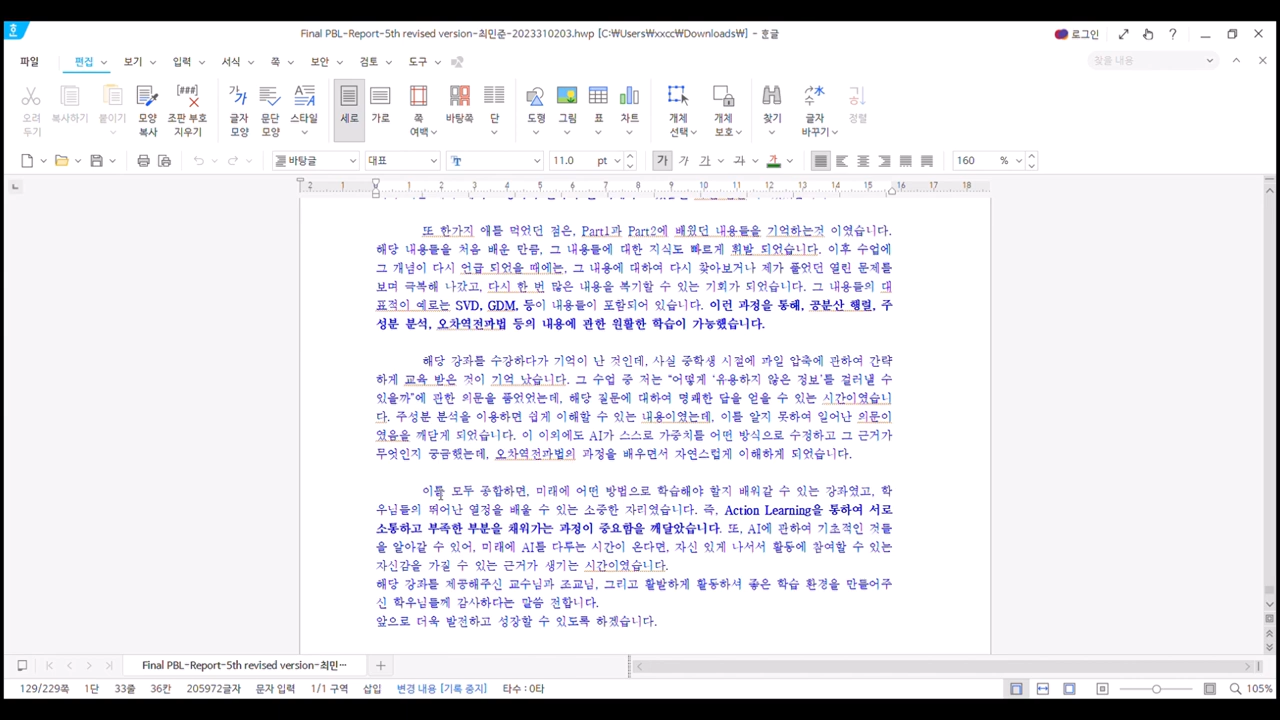 Final PBL-Report-5th revised version-최민준-2023310203.hwp [C:￦Users￦xxcc￦Downloads￦] - 한글
로그인
파일 편집 보기 입력 서식 쪽 보안 검토 도구
찾을 내용
오려 두기 복사하기 붙이기 모양 복사 조판 부호 지우기 글자 모양 문단 모양 스타일 세로 가로 쪽 여백 바탕쪽 단 도형 그림 표 차트 개체 선택 개체 보호 찾기 글자 바꾸기 정렬
바탕글 대표 11.0 pt 가 가 가 가 가 160 %
2 1 1 2 3 4 5 6 7 8 9 10 11 12 13 14 15 16 17 18
또 한가지 애를 먹었던 점은, Part1과 Part2에 배웠던 내용들을 기억하는것 이였습니다.
해당 내용들을 처음 배운 만큼, 그 내용들에 대한 지식도 빠르게 휘발 되었습니다. 이후 수업에
그 개념이 다시 언급 되었을 때에는, 그 내용에 대하여 다시 찾아보거나 제가 풀었던 열린 문제를
보며 극복해 나갔고, 다시 한 번 많은 내용을 복기할 수 있는 기회가 되었습니다. 그 내용들의 대
표적이 예로는 SVD, GDM, 등이 내용들이 포함되어 있습니다. 이런 과정을 통해, 공분산 행렬, 주
성분 분석, 오차역전파법 등의 내용에 관한 원활한 학습이 가능했습니다.
해당 강좌를 수강하다가 기억이 난 것인데, 사실 중학생 시절에 파일 압축에 관하여 간략
하게 교육 받은 것이 기억 났습니다. 그 수업 중 저는 “어떻게 ‘유용하지 않은 정보’를 걸러낼 수
있을까”에 관한 의문을 품었었는데, 해당 질문에 대하여 명쾌한 답을 얻을 수 있는 시간이였습니
다. 주성분 분석을 이용하면 쉽게 이해할 수 있는 내용이였는데, 이를 알지 못하여 일어난 의문이
였음을 깨닫게 되었습니다. 이 이외에도 AI가 스스로 가중치를 어떤 방식으로 수정하고 그 근거가
무엇인지 궁금했는데, 오차역전파법의 과정을 배우면서 자연스럽게 이해하게 되었습니다.
이를 모두 종합하면, 미래에 어떤 방법으로 학습해야 할지 배워갈 수 있는 강좌였고, 학
우님들의 뛰어난 열정을 배울 수 있는 소중한 자리였습니다. 즉, Action Learning을 통하여 서로
소통하고 부족한 부분을 채워가는 과정이 중요함을 깨달았습니다. 또, AI에 관하여 기초적인 것들
을 알아갈 수 있어, 미래에 AI를 다루는 시간이 온다면, 자신 있게 나서서 활동에 참여할 수 있는
자신감을 가질 수 있는 근거가 생기는 시간이였습니다.
해당 강좌를 제공해주신 교수님과 조교님, 그리고 활발하게 활동하셔 좋은 학습 환경을 만들어주
신 학우님들께 감사하다는 말씀 전합니다.
앞으로 더욱 발전하고 성장할 수 있도록 하겠습니다.
Final PBL-Report-5th revised version-최민···
129/229쪽 1단 33줄 36칸 205972글자 문자 입력 1/1 구역 삽입 변경 내용 [기록 중지] 타수 : 0타 105%